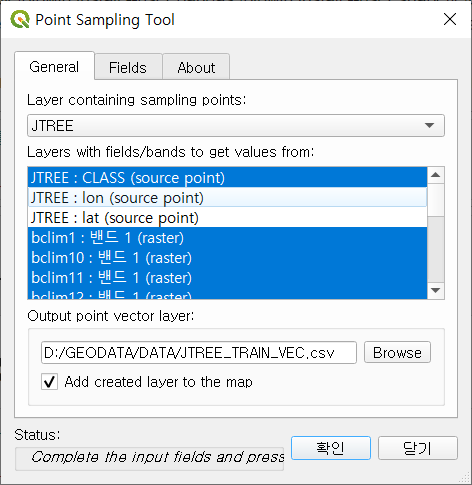 Point Sampling Tool
General
Fields
About
Layer containing sampling points:
JTREE
Layers with fields/bands to get values from:
JTREE : CLASS (source point)
JTREE : lon (source point)
JTREE : lat (source point)
bclim1 : 밴드 1 (raster)
bclim10 : 밴드 1 (raster)
bclim11 : 밴드 1 (raster)
bclim12 : 밴드 1 (raster)
Output point vector layer:
D:/GEODATA/DATA/JTREE_TRAIN_VEC.csv
Browse
Add created layer to the map
Status:
Complete the input fields and press
확인
닫기